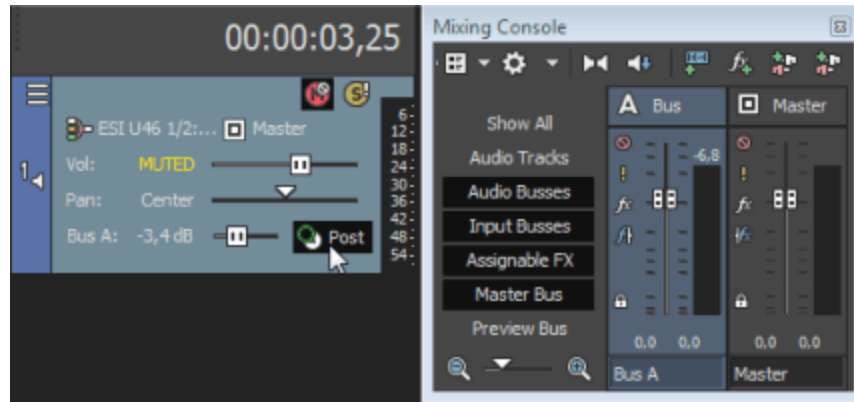 00:00:03,25
ESI U46 1/2:... Master
Vol: MUTED
Pan: Center
Bus A: -3,4 dB Post
1
6
12
18
24
30
36
42
48
54
Mixing Console
Show All
Audio Tracks
Audio Busses
Input Busses
Assignable FX
Master Bus
Preview Bus
A Bus
-6,8
fx
0,0 0,0
Bus A
Master
fx
0,0 0,0
Master